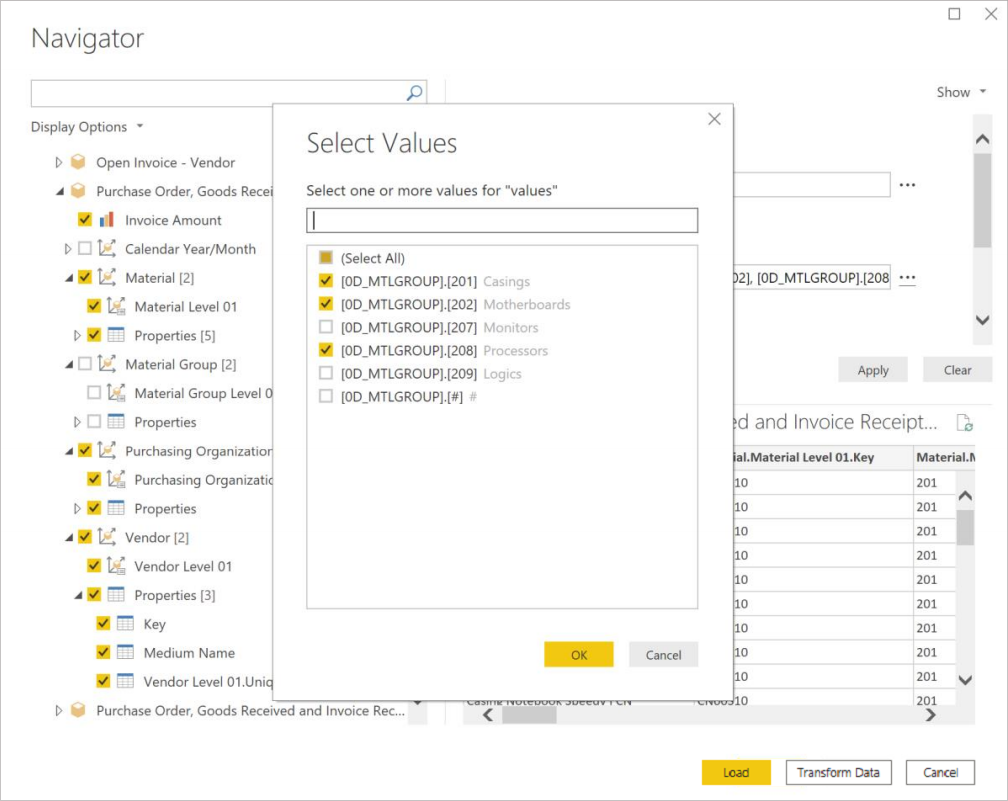 Navigator
Show
Display Options
Open Invoice - Vendor
Purchase Order, Goods Recei
Invoice Amount
Calendar Year/Month
Material [2]
Material Level 01
Properties [5]
Material Group [2]
Material Group Level 0
Properties
Purchasing Organization
Purchasing Organizatio
Properties
Vendor [2]
Vendor Level 01
Properties [3]
Key
Medium Name
Vendor Level 01.Uniq
Purchase Order, Goods Received and Invoice Rec...
Select Values
Select one or more values for "values"
(Select All)
[0D_MTLGROUP].[201] Casings
[0D_MTLGROUP].[202] Motherboards
[0D_MTLGROUP].[207] Monitors
[0D_MTLGROUP].[208] Processors
[0D_MTLGROUP].[209] Logics
[0D_MTLGROUP].[#] #
OK Cancel
...
02], [0D_MTLGROUP].[208 ...
Apply Clear
ed and Invoice Receipt...
ial.Material Level 01.Key Material.M
10 201
10 201
10 201
10 201
10 201
10 201
10 201
10 201
10 201
Casing Notebook Speedy I CN CN00S10 201
Load Transform Data Cancel